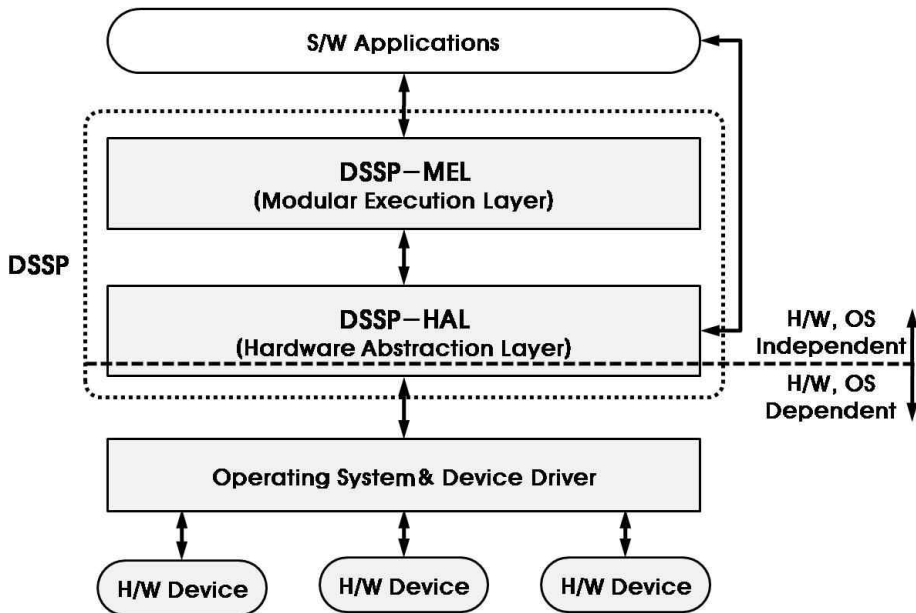 S/W Applications
DSSP-MEL
(Modular Execution Layer)
DSSP
DSSP-HAL
(Hardware Abstraction Layer)
H/W, OS
Independent
H/W, OS
Dependent
Operating System& Device Driver
H/W Device
H/W Device
H/W Device